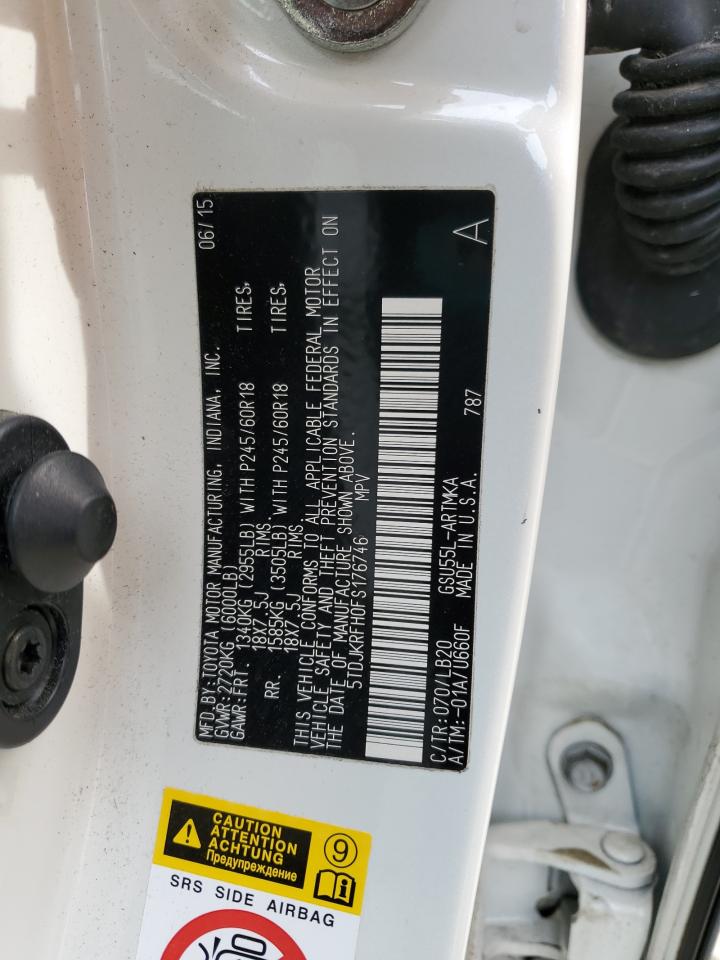 MFD.BY:TOYOTA MOTOR MANUFACTURING, INDIANA, INC. 06/15
GVWR:2720KG (6000LB)
GAWR:FRT. 1340KG (2955LB) WITH P245/60R18 TIRES,
18X7.5J RIMS.
RR. 1585KG (3505LB) WITH P245/60R18 TIRES,
18X7.5J RIMS.
THIS VEHICLE CONFORMS TO ALL APPLICABLE FEDERAL MOTOR
VEHICLE SAFETY AND THEFT PREVENTION STANDARDS IN EFFECT ON
THE DATE OF MANUFACTURE SHOWN ABOVE.
5TDJKRFH0FS176746 MPV
C/TR:070/LB20 GSU55L-ARTMKA 787 A
A/TM:-01A/U660F MADE IN U.S.A.
CAUTION
ATTENTION
ACHTUNG
Предупреждение
9
SRS SIDE AIRBAG